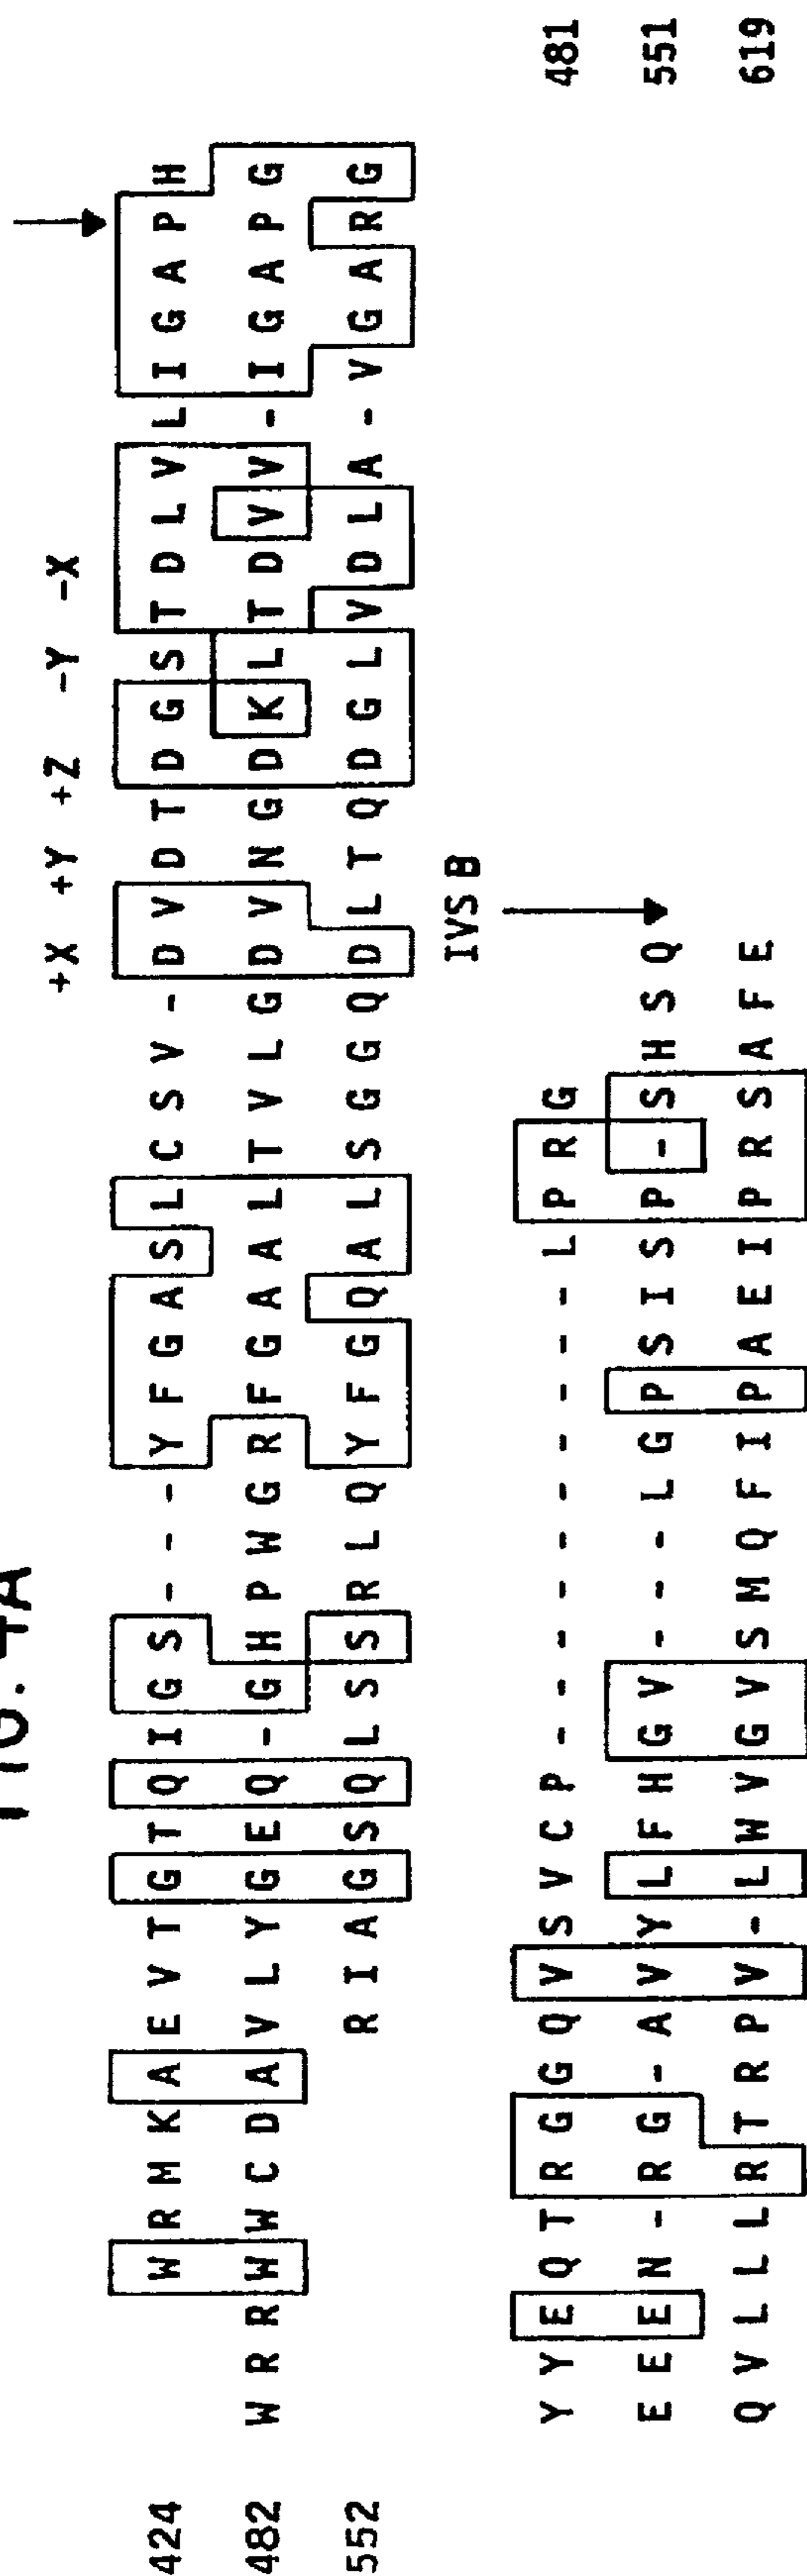 FIG. 4A
+X +Y +Z -Y -X
424 W R M K A E V T G T Q I G S - - - Y F G A S L C S V - D V D T D G S T D L V L I G A P H
482 W R R W W C D A V L Y G E Q - G H P W G R F G A A L T V L G D V N G D K L T D V V - I G A P G
552 R I A G S Q L S S R L Q Y F G Q A L S G G Q D L T Q D G L V D L A - V G A R G
IVS B
Y Y E Q T R G G Q V S V C P - - - - - - - - - - L P R G 481
E E E N - R G - A V Y L F H G V - - - L G P S I S P - S H S Q 551
Q V L L L R T R P V - L W V G V S M Q F I P A E I P R S A F E 619